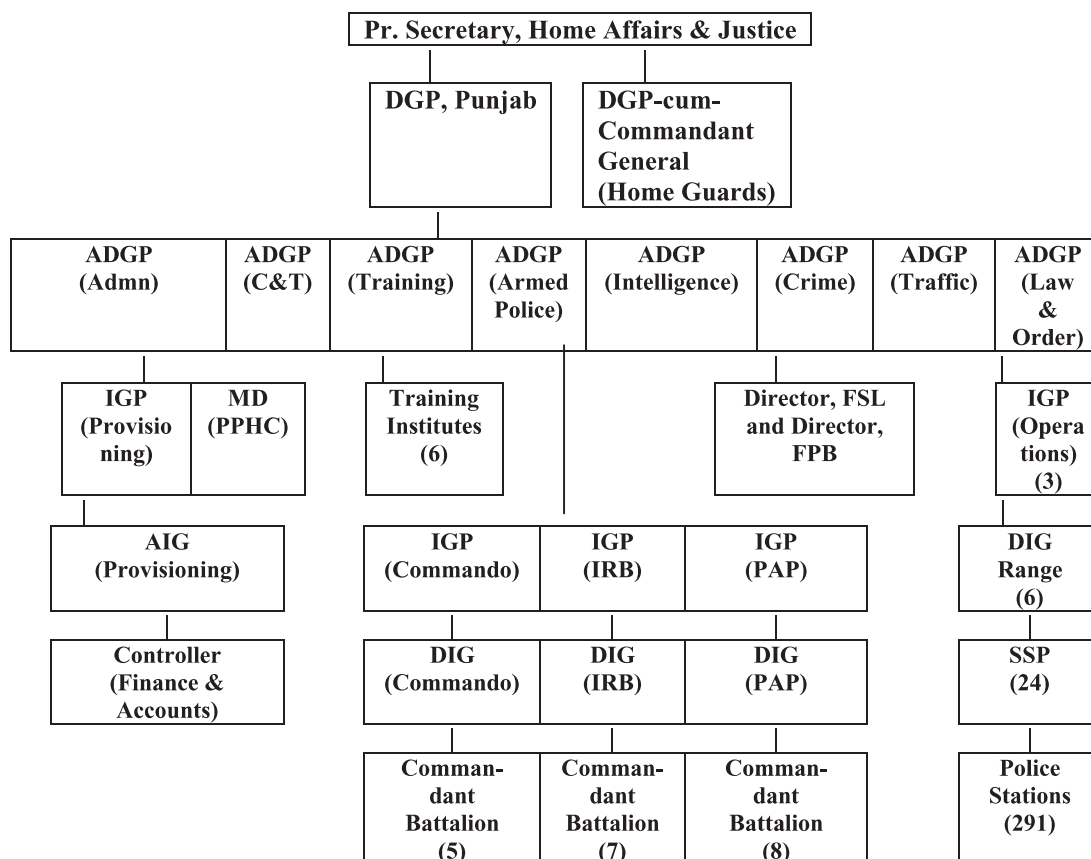 Pr. Secretary, Home Affairs & Justice
DGP, Punjab
DGP-cum-
Commandant
General
(Home Guards)
ADGP
(Admn)
ADGP
(C&T)
ADGP
(Training)
ADGP
(Armed
Police)
ADGP
(Intelligence)
ADGP
(Crime)
ADGP
(Traffic)
ADGP
(Law
&
Order)
IGP
(Provisio
ning)
MD
(PPHC)
Training
Institutes
(6)
Director, FSL
and Director,
FPB
IGP
(Opera
tions)
(3)
AIG
(Provisioning)
IGP
(Commando)
IGP
(IRB)
IGP
(PAP)
DIG
Range
(6)
Controller
(Finance &
Accounts)
DIG
(Commando)
DIG
(IRB)
DIG
(PAP)
SSP
(24)
Comman-
dant
Battalion
(5)
Comman-
dant
Battalion
(7)
Comman-
dant
Battalion
(8)
Police
Stations
(291)